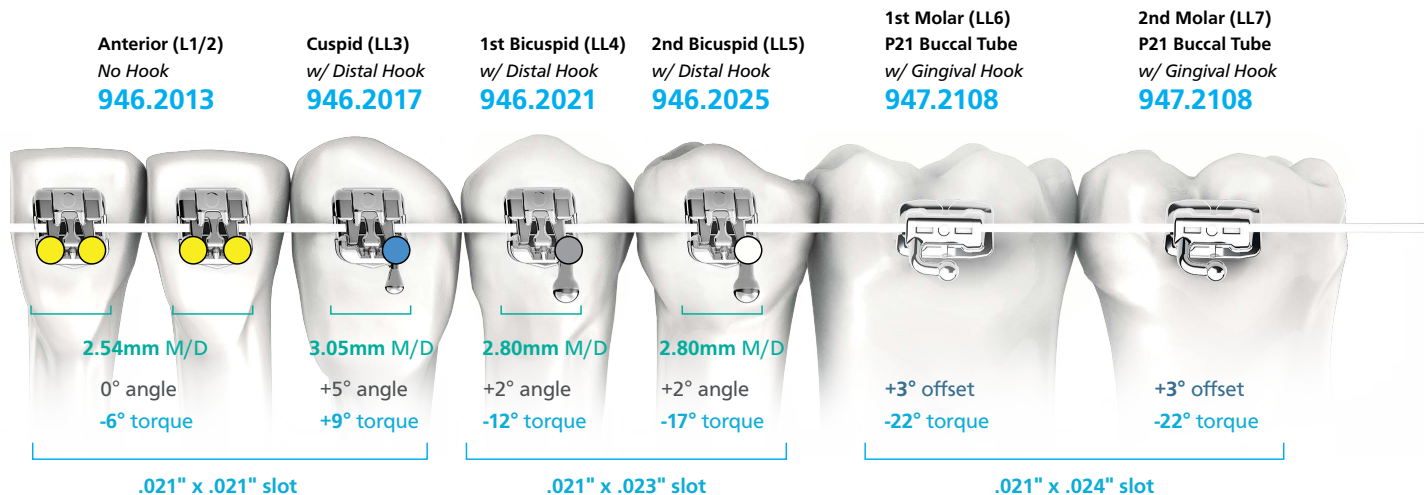 Anterior (L1/2)
No Hook
946.2013
Cuspid (LL3)
w/ Distal Hook
946.2017
1st Bicuspid (LL4)
w/ Distal Hook
946.2021
2nd Bicuspid (LL5)
w/ Distal Hook
946.2025
1st Molar (LL6)
P21 Buccal Tube
w/ Gingival Hook
947.2108
2nd Molar (LL7)
P21 Buccal Tube
w/ Gingival Hook
947.2108
2.54mm M/D
0° angle
-6° torque
3.05mm M/D
+5° angle
+9° torque
2.80mm M/D
+2° angle
-12° torque
2.80mm M/D
+2° angle
-17° torque
+3° offset
-22° torque
+3° offset
-22° torque
.021" x .021" slot
.021" x .023" slot
.021" x .024" slot